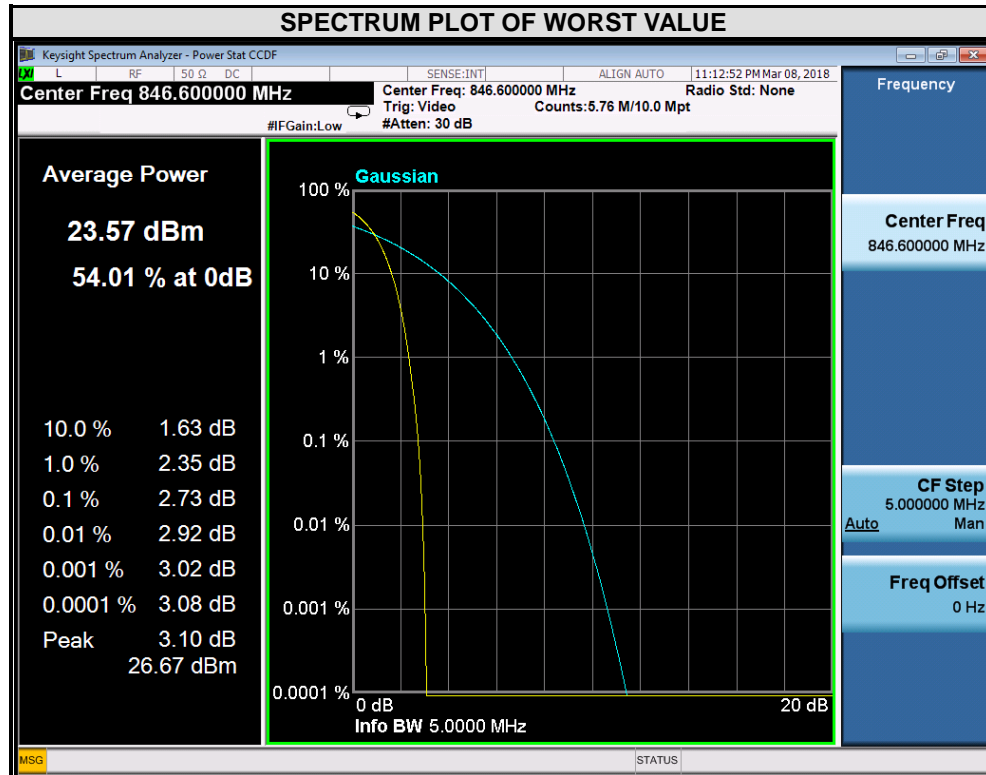 SPECTRUM PLOT OF WORST VALUE
Keysight Spectrum Analyzer - Power Stat CCDF
LXI L RF 50 Ω DC SENSE:INT ALIGN AUTO 11:12:52 PM Mar 08, 2018
Center Freq 846.600000 MHz
Center Freq: 846.600000 MHz Radio Std: None
Trig: Video Counts:5.76 M/10.0 Mpt
#IFGain:Low #Atten: 30 dB
Frequency
Average Power
23.57 dBm
54.01 % at 0dB
10.0 % 1.63 dB
1.0 % 2.35 dB
0.1 % 2.73 dB
0.01 % 2.92 dB
0.001 % 3.02 dB
0.0001 % 3.08 dB
Peak 3.10 dB
26.67 dBm
Gaussian
100 %
10 %
1 %
0.1 %
0.01 %
0.001 %
0.0001 %
0 dB 20 dB
Info BW 5.0000 MHz
Center Freq
846.600000 MHz
CF Step
5.000000 MHz
Auto Man
Freq Offset
0 Hz
MSG STATUS